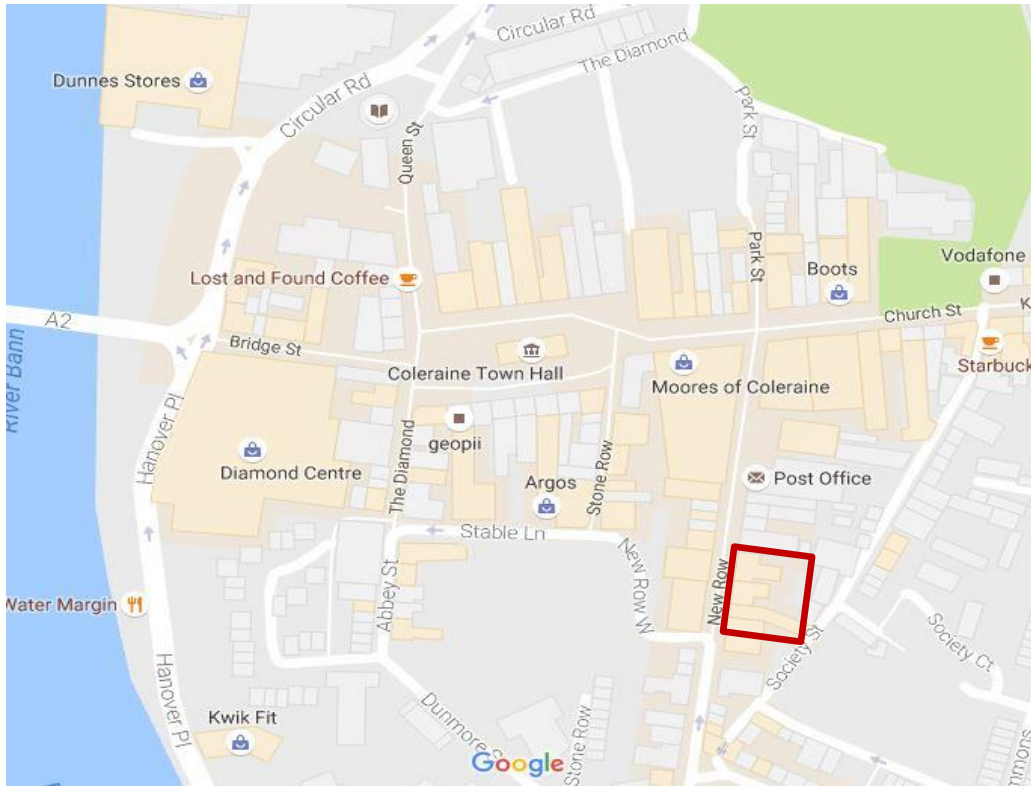 Circular Rd
The Diamond
Dunnes Stores
Circular Rd
Park St
Queen St
Park St
Lost and Found Coffee
Boots
Vodafone
Church St
K
A2
Bridge St
Coleraine Town Hall
Moores of Coleraine
Starbuck
River Bann
Hanover Pl
Diamond Centre
The Diamond
geopii
Argos
Stone Row
Post Office
Stable Ln
New Row W
New Row
Abbey St
Water Margin
Society St
Society Ct
Hanover Pl
Kwik Fit
Dunmore S
Stone Row
Google
mmons